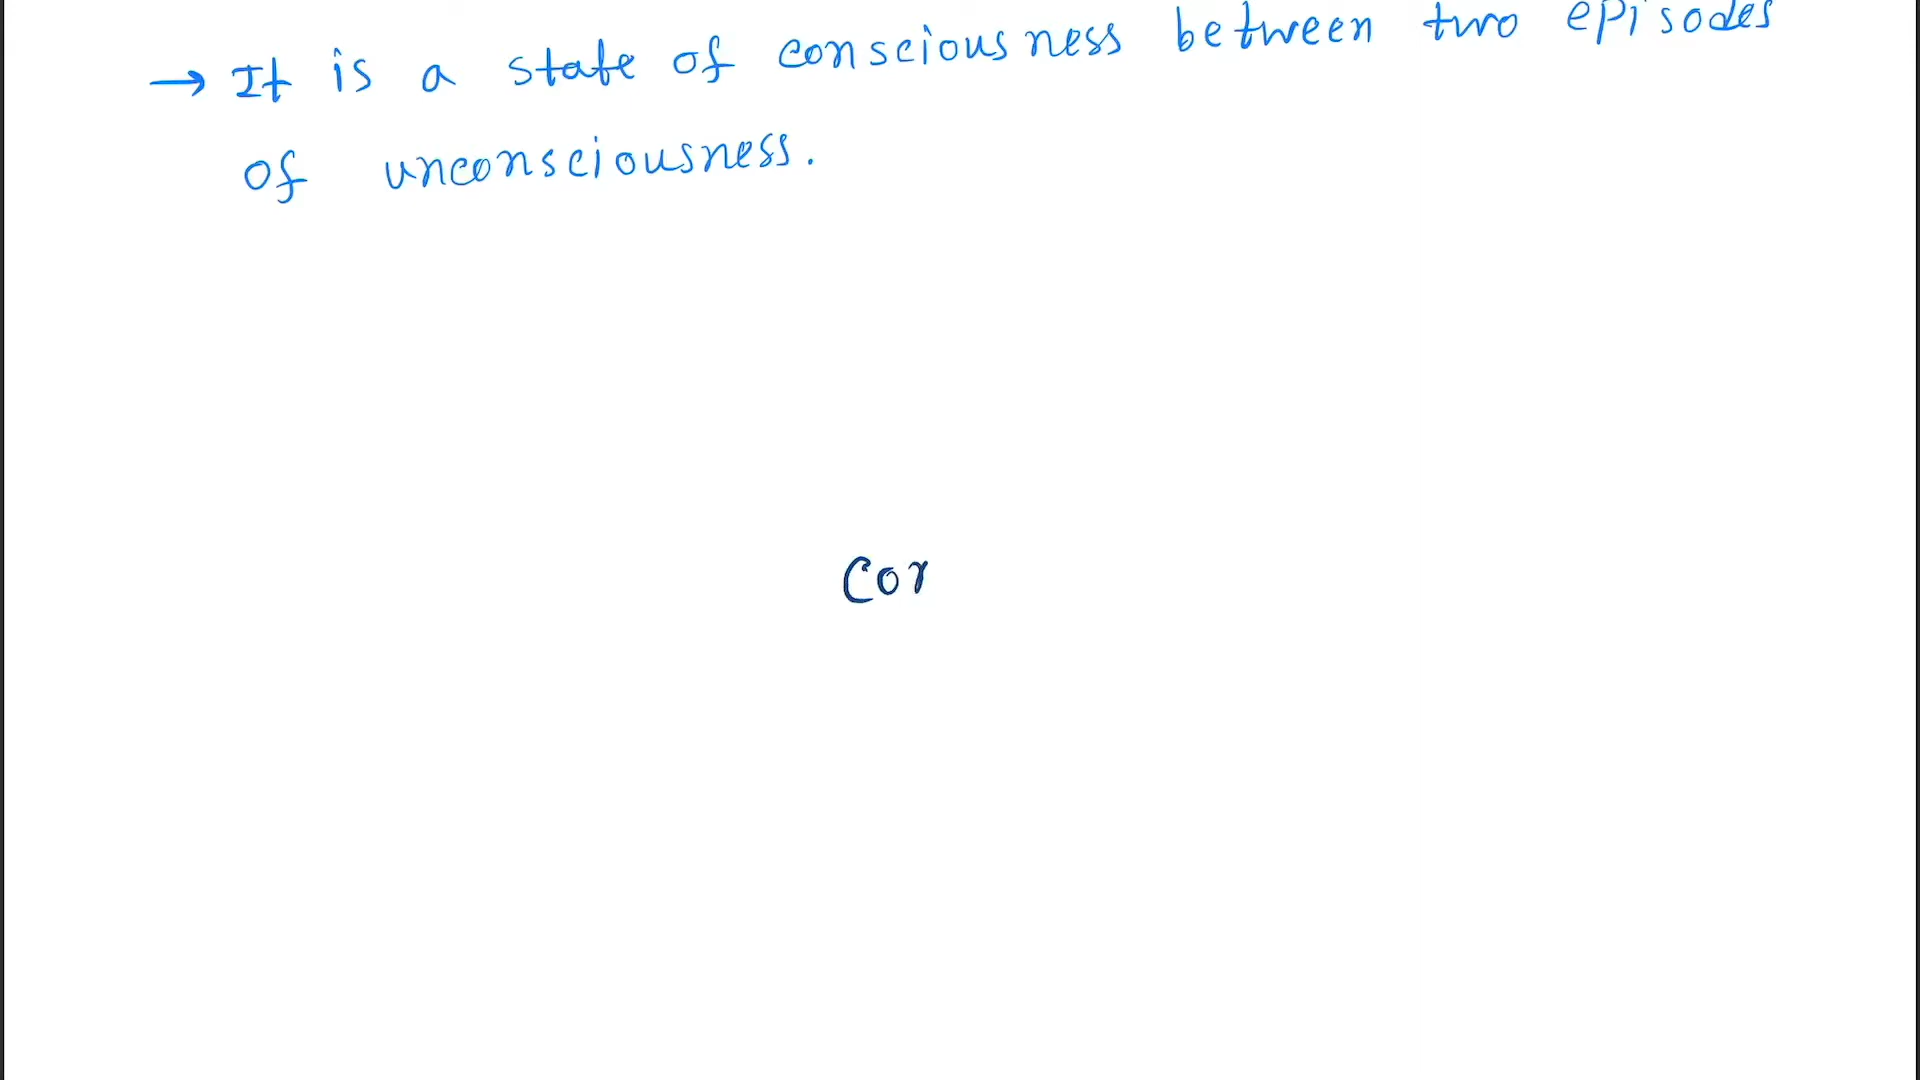 → It is a state of consciousness between two episodes
of unconsciousness.
Cor